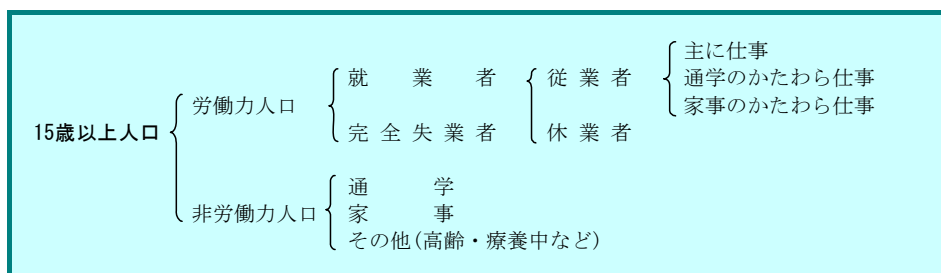 主に仕事
就業者 従業者 通学のかたわら仕事
労働力人口 家事のかたわら仕事
15歳以上人口 完全失業者 休業者
通学
非労働力人口 家事
その他(高齢・療養中など)